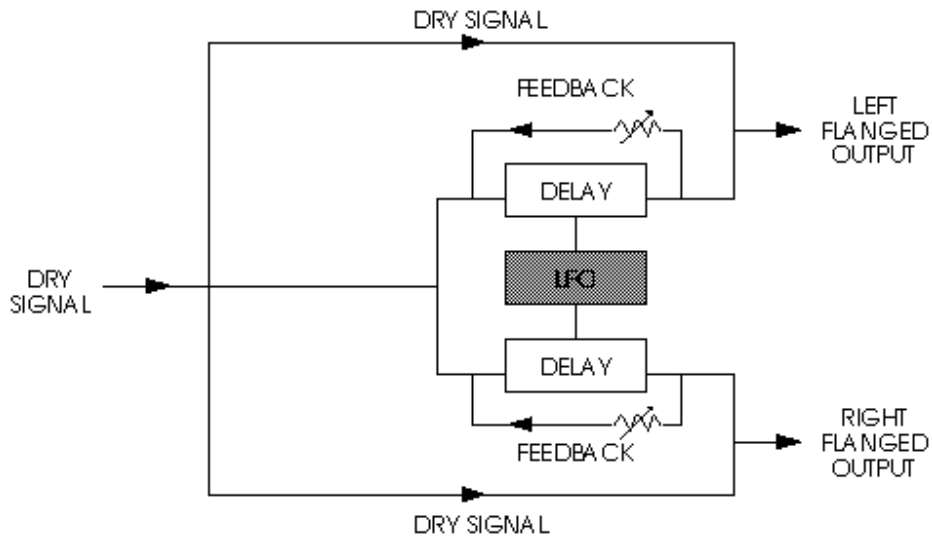 DRY SIGNAL
FEEDBACK
LEFT
FLANGED
OUTPUT
DELAY
LFO
DRY
SIGNAL
DELAY
RIGHT
FLANGED
OUTPUT
FEEDBACK
DRY SIGNAL